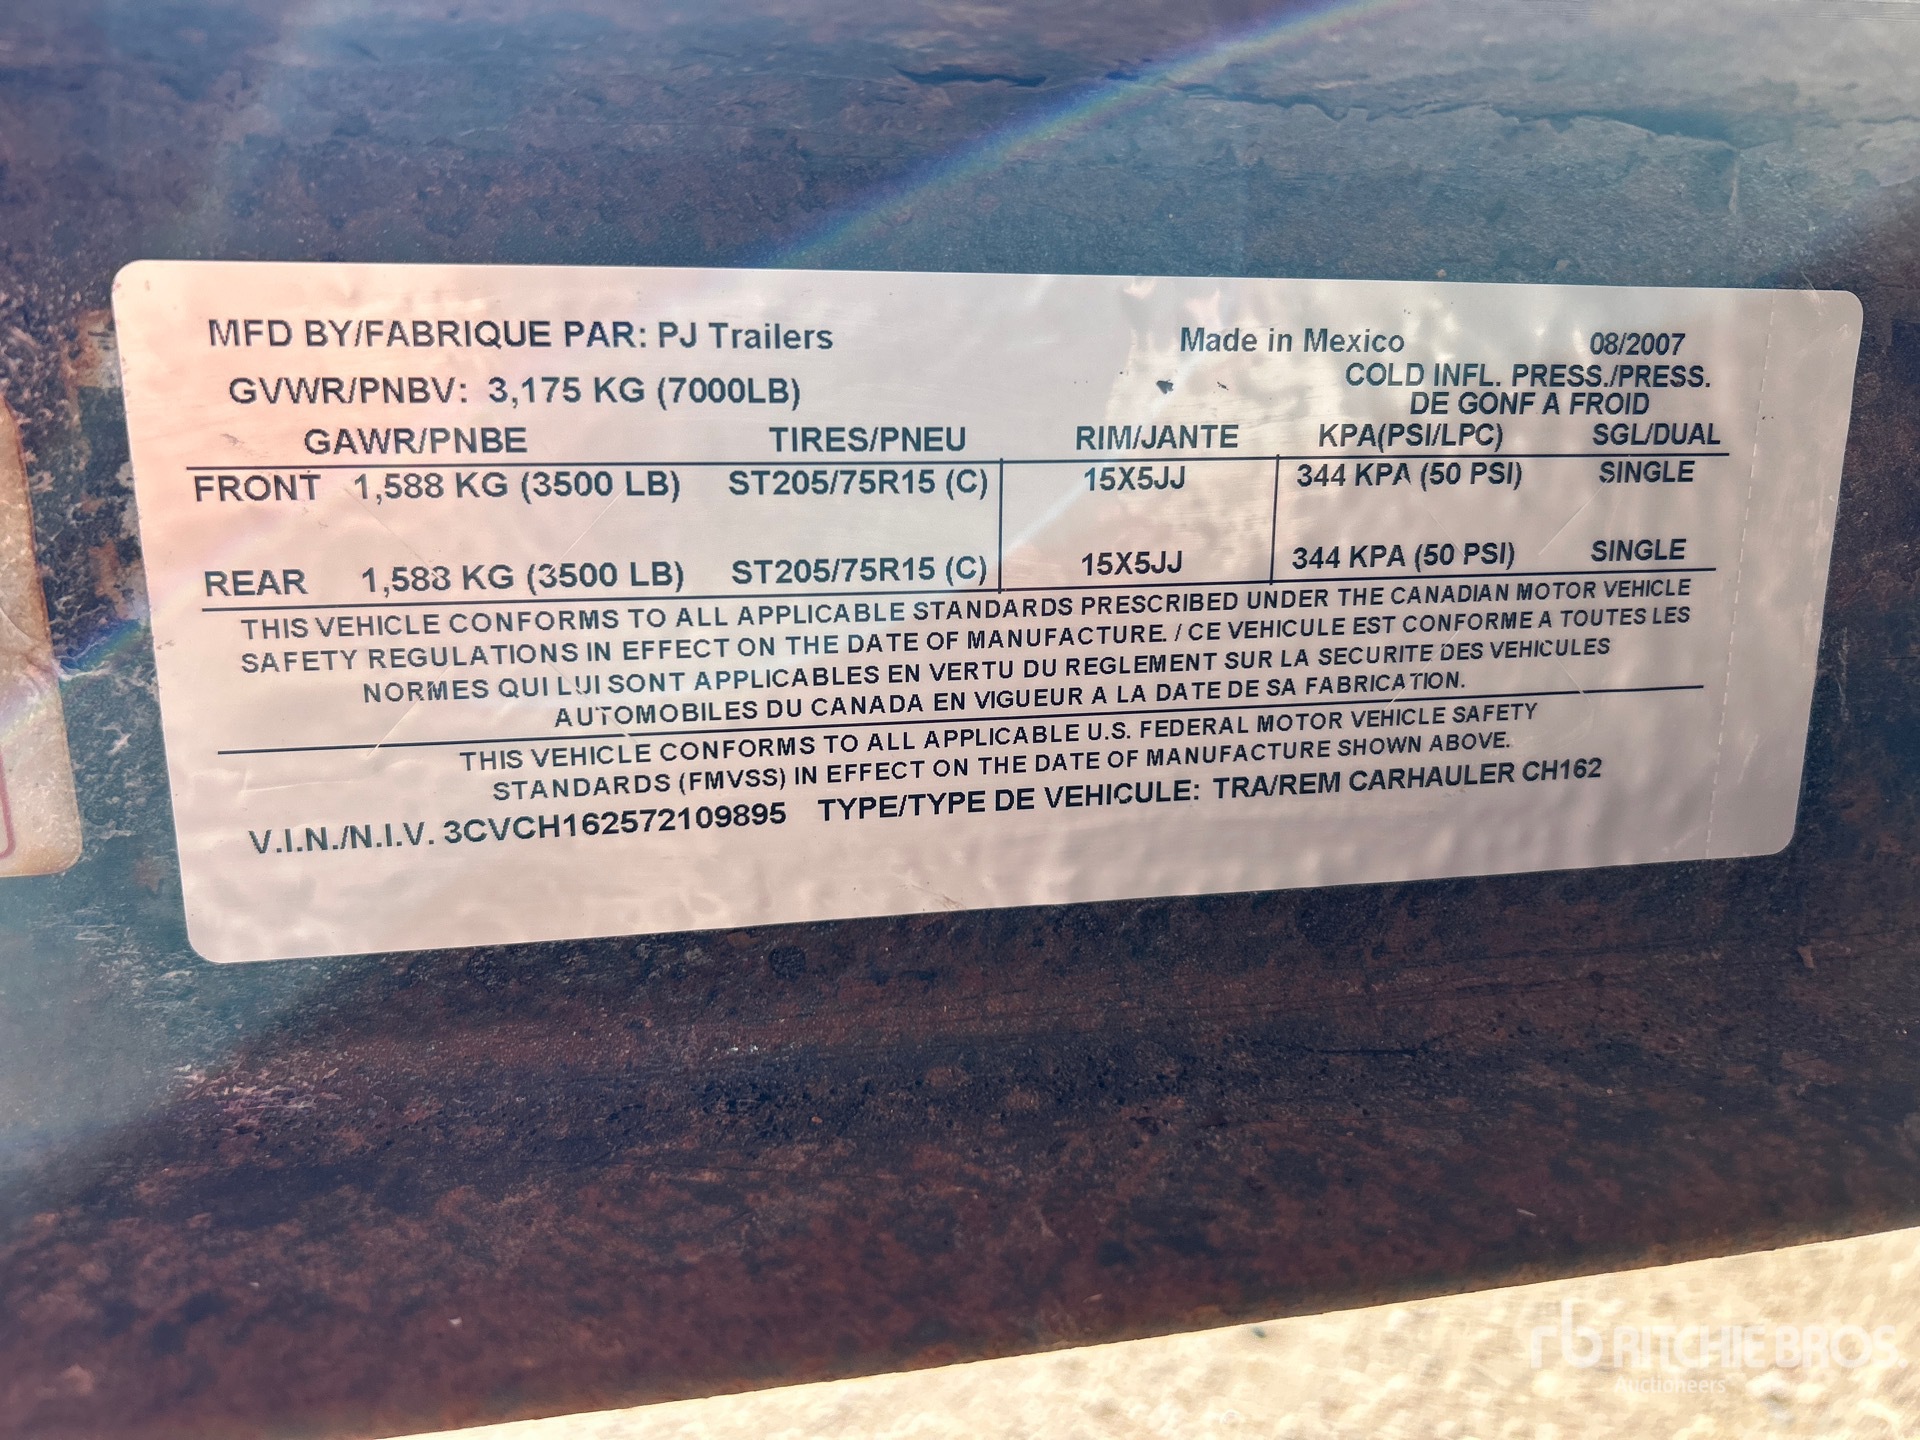 MFD BY/FABRIQUE PAR: PJ Trailers Made in Mexico 08/2007
GVWR/PNBV: 3,175 KG (7000LB) COLD INFL. PRESS./PRESS.
DE GONF A FROID
GAWR/PNBE TIRES/PNEU RIM/JANTE KPA(PSI/LPC) SGL/DUAL
FRONT 1,588 KG (3500 LB) ST205/75R15 (C) 15X5JJ 344 KPA (50 PSI) SINGLE
REAR 1,588 KG (3500 LB) ST205/75R15 (C) 15X5JJ 344 KPA (50 PSI) SINGLE
THIS VEHICLE CONFORMS TO ALL APPLICABLE STANDARDS PRESCRIBED UNDER THE CANADIAN MOTOR VEHICLE
SAFETY REGULATIONS IN EFFECT ON THE DATE OF MANUFACTURE. / CE VEHICULE EST CONFORME A TOUTES LES
NORMES QUI LUI SONT APPLICABLES EN VERTU DU REGLEMENT SUR LA SECURITE DES VEHICULES
AUTOMOBILES DU CANADA EN VIGUEUR A LA DATE DE SA FABRICATION.
THIS VEHICLE CONFORMS TO ALL APPLICABLE U.S. FEDERAL MOTOR VEHICLE SAFETY
STANDARDS (FMVSS) IN EFFECT ON THE DATE OF MANUFACTURE SHOWN ABOVE.
V.I.N./N.I.V. 3CVCH162572109895 TYPE/TYPE DE VEHICULE: TRA/REM CARHAULER CH162
rb RITCHIE BROS.
Auctioneers